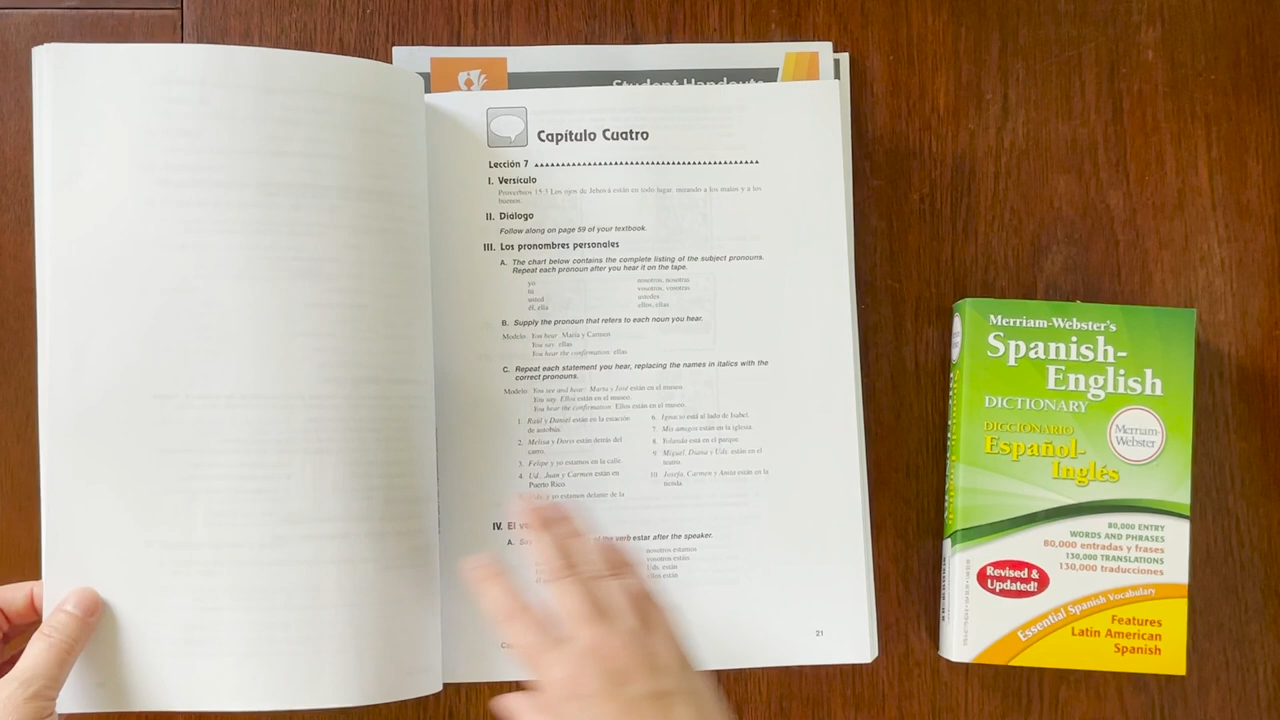 Student Handouts
Capítulo Cuatro
Lección 7
I. Versículo
Proverbios 15:3 Los ojos de Jehová están en todo lugar, mirando a los malos y a los
buenos.
II. Diálogo
Follow along on page 59 of your textbook.
III. Los pronombres personales
A. The chart below contains the complete listing of the subject pronouns.
Repeat each pronoun after you hear it on the tape.
yo
tú
usted
él, ella
nosotros, nosotras
vosotros, vosotras
ustedes
ellos, ellas
B. Supply the pronoun that refers to each noun you hear.
Modelo: You hear: María y Carmen
You say: ellas
You hear the confirmation: ellas
C. Repeat each statement you hear, replacing the names in italics with the
correct pronouns.
Modelo: You see and hear: Marta y José están en el museo.
You say: Ellos están en el museo.
You hear the confirmation: Ellos están en el museo.
1. Raúl y Daniel están en la estación
de autobús.
2. Melisa y Doris están detrás del
carro.
3. Felipe y yo estamos en la calle.
4. Ud., Juan y Carmen están en
Puerto Rico.
y yo estamos delante de la
6. Ignacio está al lado de Isabel.
7. Mis amigos están en la iglesia.
8. Yolanda está en el parque.
9. Miguel, Diana y Uds. están en el
teatro.
10. Josefa, Carmen y Anita están en la
tienda.
IV. El
A. Say of the verb estar after the speaker.
nosotros estamos
vosotros estáis
Uds. están
ellos están
21
Merriam-Webster's
Spanish-
English
DICTIONARY
DICCIONARIO
Español-
Inglés
Merriam-
Webster
80,000 ENTRY
WORDS AND PHRASES
80,000 entradas y frases
130,000 TRANSLATIONS
130,000 traducciones
Revised &
Updated!
Essential Spanish Vocabulary
Features
Latin American
Spanish